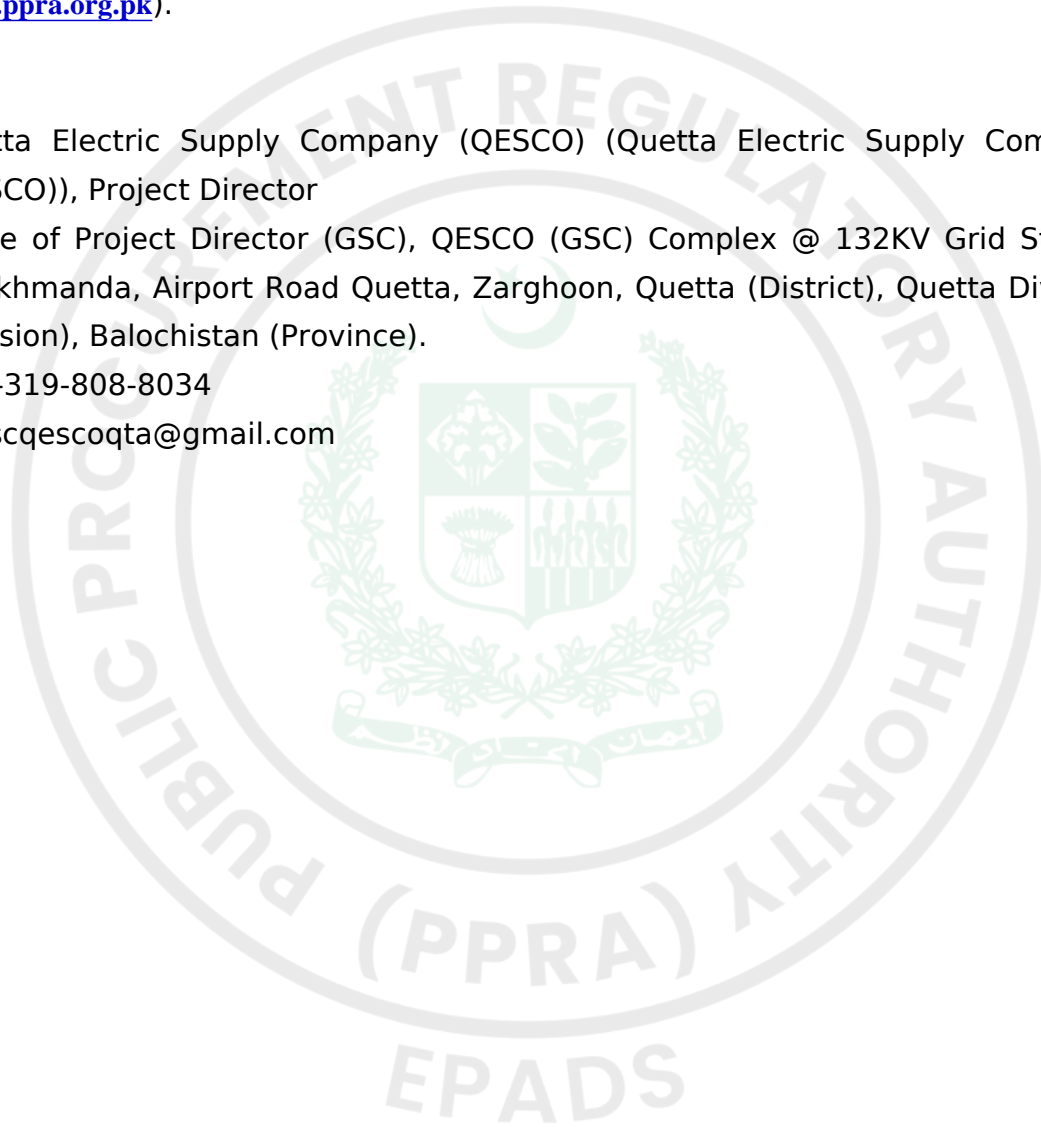 .ppra.org.pk).
tta Electric Supply Company (QESCO) (Quetta Electric Supply Com
SCO)), Project Director
e of Project Director (GSC), QESCO (GSC) Complex @ 132KV Grid St
khmanda, Airport Road Quetta, Zarghoon, Quetta (District), Quetta Di
sion), Balochistan (Province).
-319-808-8034
scqescoqta@gmail.com
PUBLIC PROCUREMENT REGULATORY AUTHORITY
(PPRA)
EPADS